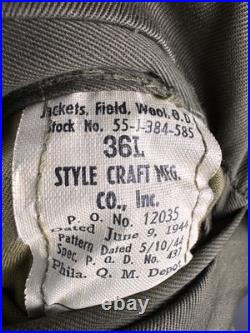 Jackets, Field, Wool, O.D.
Stock No. 55-J-384-585
36L
STYLE CRAFT MFG.
CO., Inc.
P. O. No. 12035
Dated June 9, 1944
Pattern Dated 5/10/44
Spec. P. Q. D. No. 437
Phila. Q. M. Depot